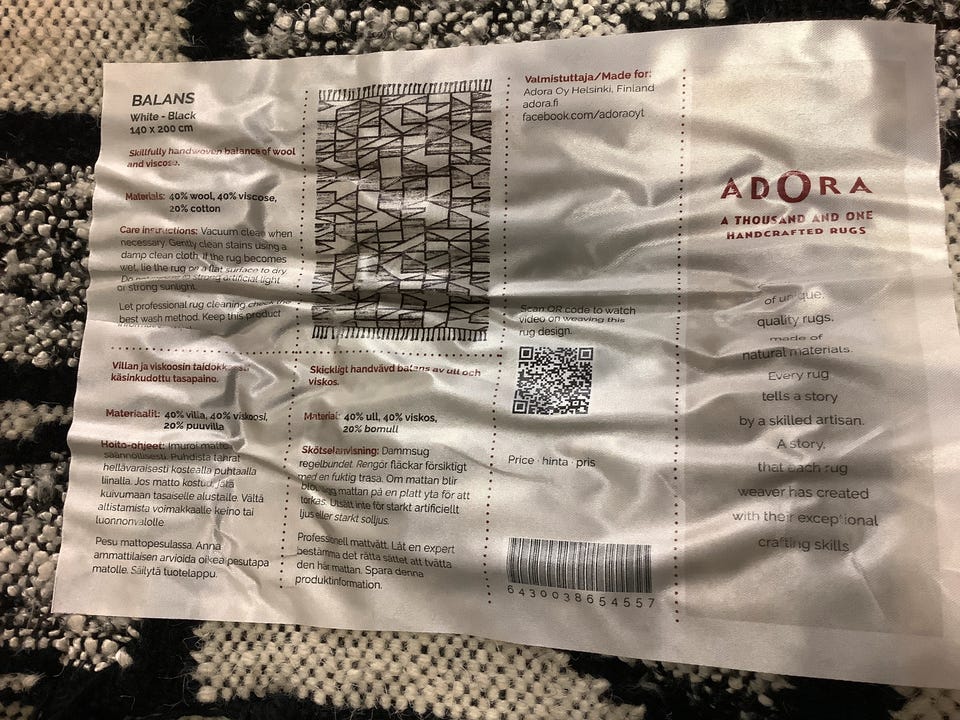 BALANS
White - Black
140 x 200 cm
Skillfully handwoven balance of wool
and viscose.
Materials: 40% wool, 40% viscose,
20% cotton
Care instructions: Vacuum clean when
necessary. Gently clean stains using a
damp clean cloth. If the rug becomes
wet, lie the rug on a flat surface to dry.
Do not in strong artificial light
or strong sunlight.
Let professional rug cleaning check the
best wash method. Keep this product
Villan ja viskoosin
käsinkudottu tasapaino.
Materiaalit: 40% villa, 40% viskoosi,
20% puuvilla
Hoito-ohjeet: Imuroi matto
säännöllisesti. Puhdista tahrat
hellävaraisesti kostealla puhtaalla
liinalla. Jos matto kostuu, jätä
kuivumaan tasaiselle alustalle. Vältä
altistamista voimakkaalle keino tai
luonnonvalolle.
Pesu mattopesulassa. Anna
ammattilaisen arvioida oikea pesutapa
matolle. Säilytä tuotelappu.
Skickligt handvävd balans av ull och
viskos.
Material: 40% ull, 40% viskos,
20% bomull
Skötselanvisning: Dammsug
regelbundet. Rengör fläckar försiktigt
med en fuktig trasa. Om mattan blir
mattan på en platt yta för att
torkas. Utsätt inte för starkt artificiellt
ljus eller starkt solljus.
Professionell mattvätt. Låt en expert
bestämma det rätta sättet att tvätta
den här mattan. Spara denna
produktinformation.
Valmistuttaja/Made for:
Adora Oy Helsinki, Finland
adora.fi
facebook.com/adoraoy1
Scan QR code to watch
video on weaving this
rug design.
Price · hinta · pris
6430038654557
ADORA
A THOUSAND AND ONE
HANDCRAFTED RUGS
of unique,
quality rugs,
made of
natural materials.
Every rug
tells a story
by a skilled artisan.
A story,
that each rug
weaver has created
with their exceptional
crafting skills